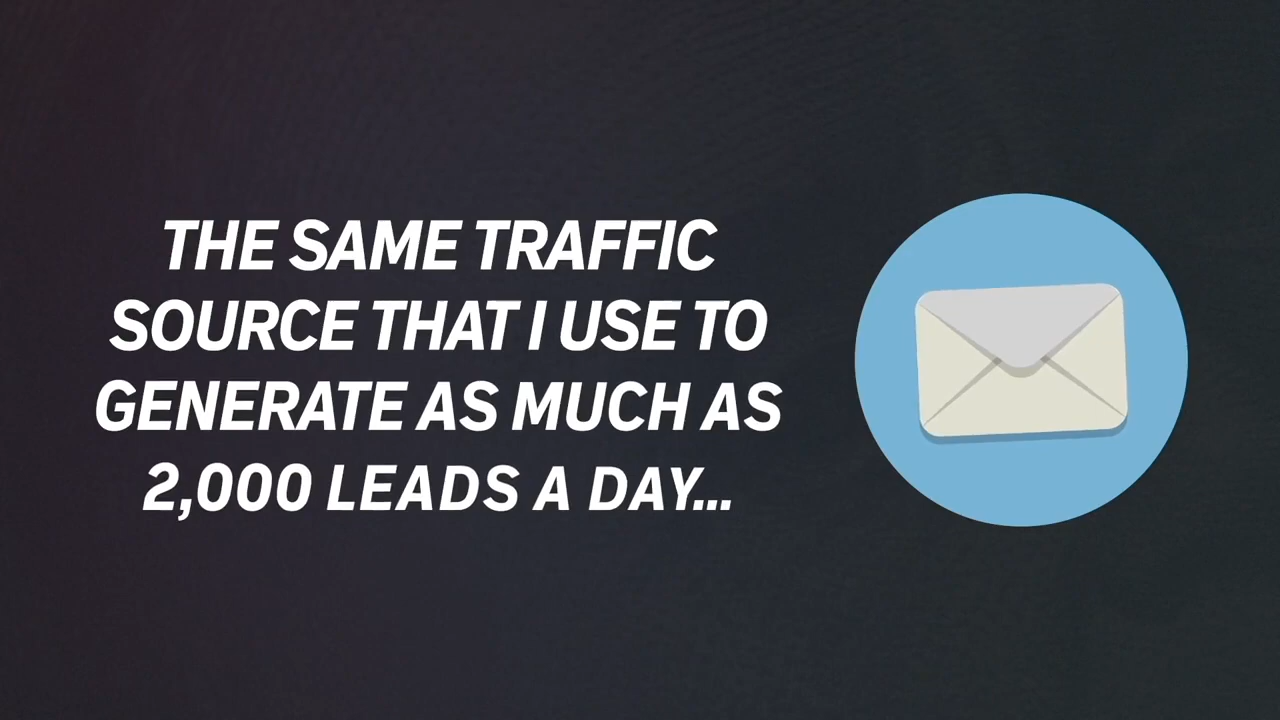 THE SAME TRAFFIC
SOURCE THAT I USE TO
GENERATE AS MUCH AS
2,000 LEADS A DAY...